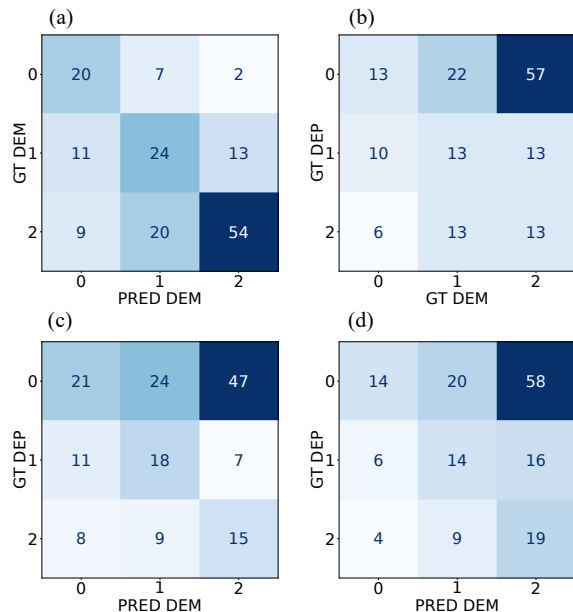 (a)
(b)
0 20 7 2
0 13 22 57
GT DEM
1 11 24 13
GT DEP
1 10 13 13
2 9 20 54
2 6 13 13
0 1 2
0 1 2
PRED DEM
GT DEM
(c)
(d)
0 21 24 47
0 14 20 58
GT DEP
1 11 18 7
GT DEP
1 6 14 16
2 8 9 15
2 4 9 19
0 1 2
0 1 2
PRED DEM
PRED DEM